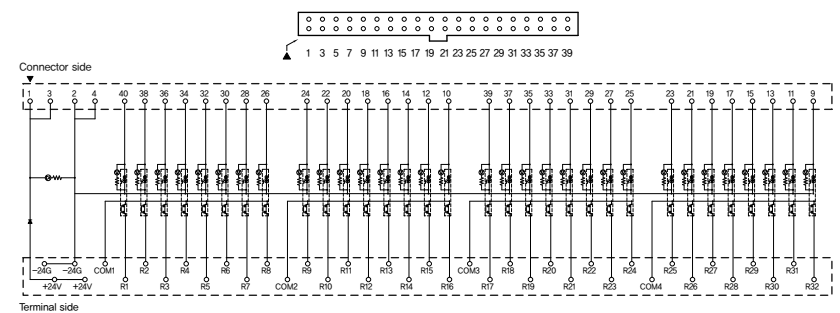 1 3 5 7 9 11 13 15 17 19 21 23 25 27 29 31 33 35 37 39
Connector side
1 3 2 4 40 38 36 34 32 30 28 26 24 22 20 18 16 14 12 10 39 37 35 33 31 29 27 25 23 21 19 17 15 13 11 9
−24G −24G COM1 R2 R4 R6 R8 R9 R11 R13 R15 COM3 R18 R20 R22 R24 R25 R27 R29 R31
+24V +24V R1 R3 R5 R7 COM2 R10 R12 R14 R16 R17 R19 R21 R23 COM4 R26 R28 R30 R32
Terminal side